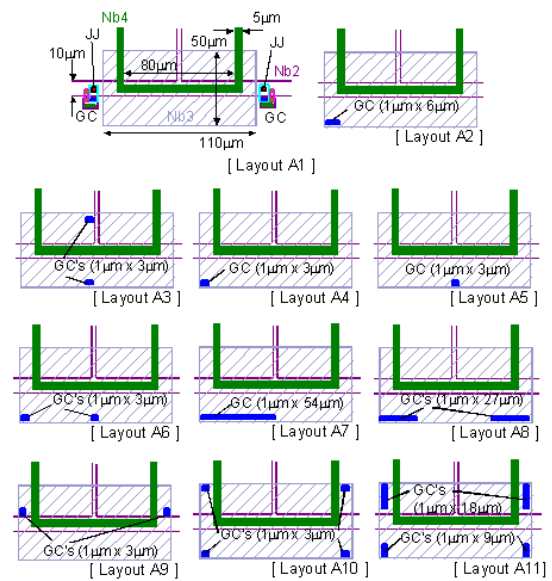 Nb4
5μm
JJ
50μm
JJ
10μm
80μm
Nb2
GC
Nb3
GC
110μm
[ Layout A1 ]
GC (1μm x 6μm)
[ Layout A2 ]
GC's (1μm x 3μm)
[ Layout A3 ]
GC (1μm x 3μm)
[ Layout A4 ]
GC (1μm x 3μm)
[ Layout A5 ]
GC's (1μm x 3μm)
[ Layout A6 ]
GC (1μm x 54μm)
[ Layout A7 ]
GC's (1μm x 27μm)
[ Layout A8 ]
GC's (1μm x 3μm)
[ Layout A9 ]
GC's (1μm x 3μm)
[ Layout A10 ]
GC's
(1μm x 18μm)
GC's (1μm x 9μm)
[ Layout A11]